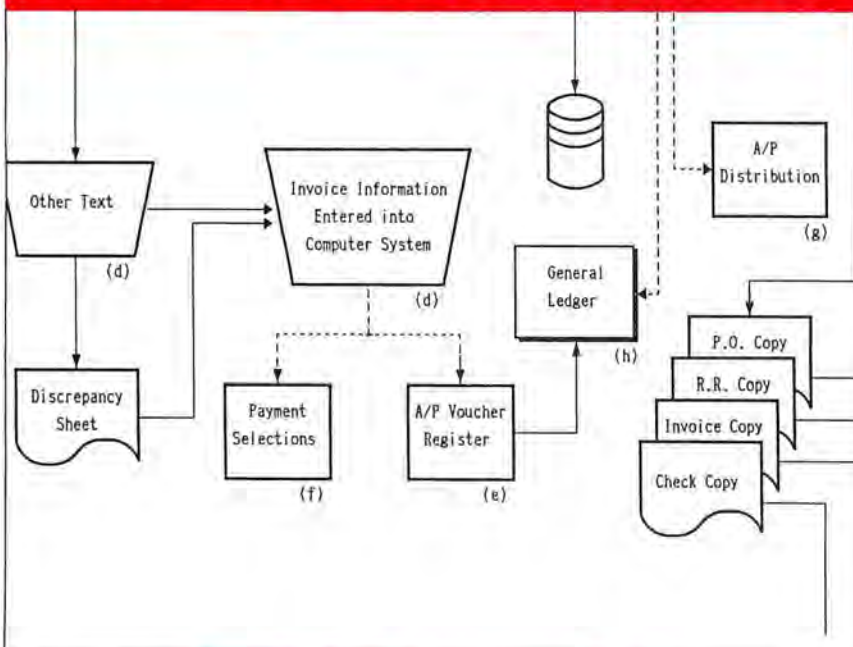 Other Text
(d)
Invoice Information
Entered into
Computer System
(d)
A/P
Distribution
(g)
General
Ledger
(h)
Discrepancy
Sheet
Payment
Selections
(f)
A/P Voucher
Register
(e)
P.O. Copy
R.R. Copy
Invoice Copy
Check Copy